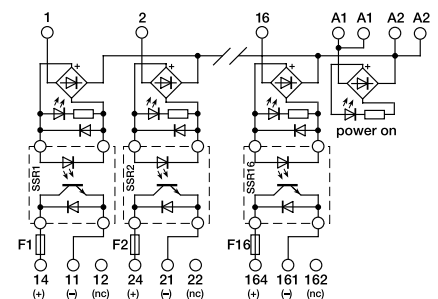 1 2 16 A1 A1 A2 A2
+ + + +
power on
SSR1 SSR2 SSR16
F1 F2 F16
14 11 12 24 21 22 164 161 162
(+) (–) (nc) (+) (–) (nc) (+) (–) (nc)